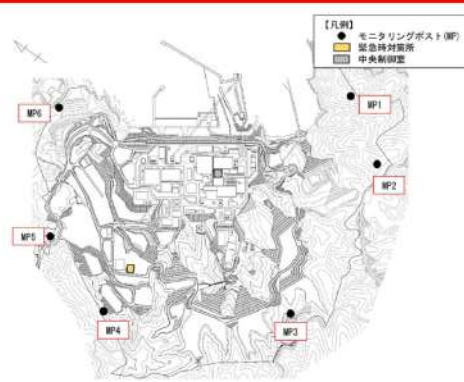 【凡例】
モニタリングポスト(MP)
緊急時対策所
中央制御室
MP1
MP6
MP2
MP5
MP4
MP3